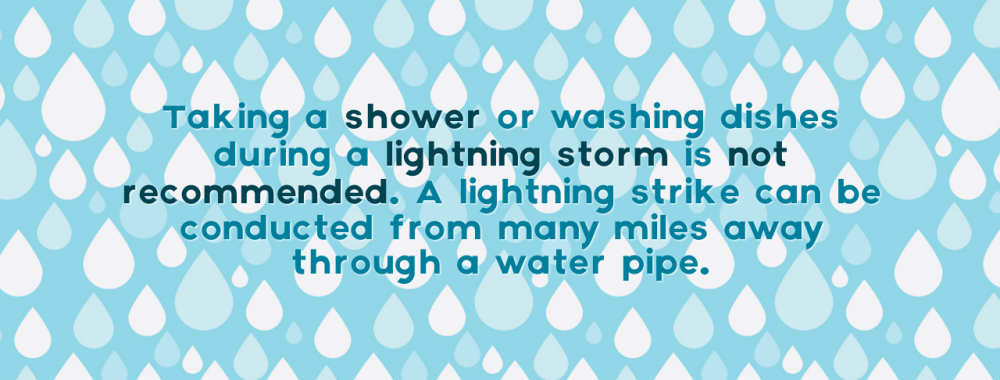 Taking a shower or washing dishes
during a lightning storm is not
recommended. A lightning strike can be
conducted from many miles away
through a water pipe.